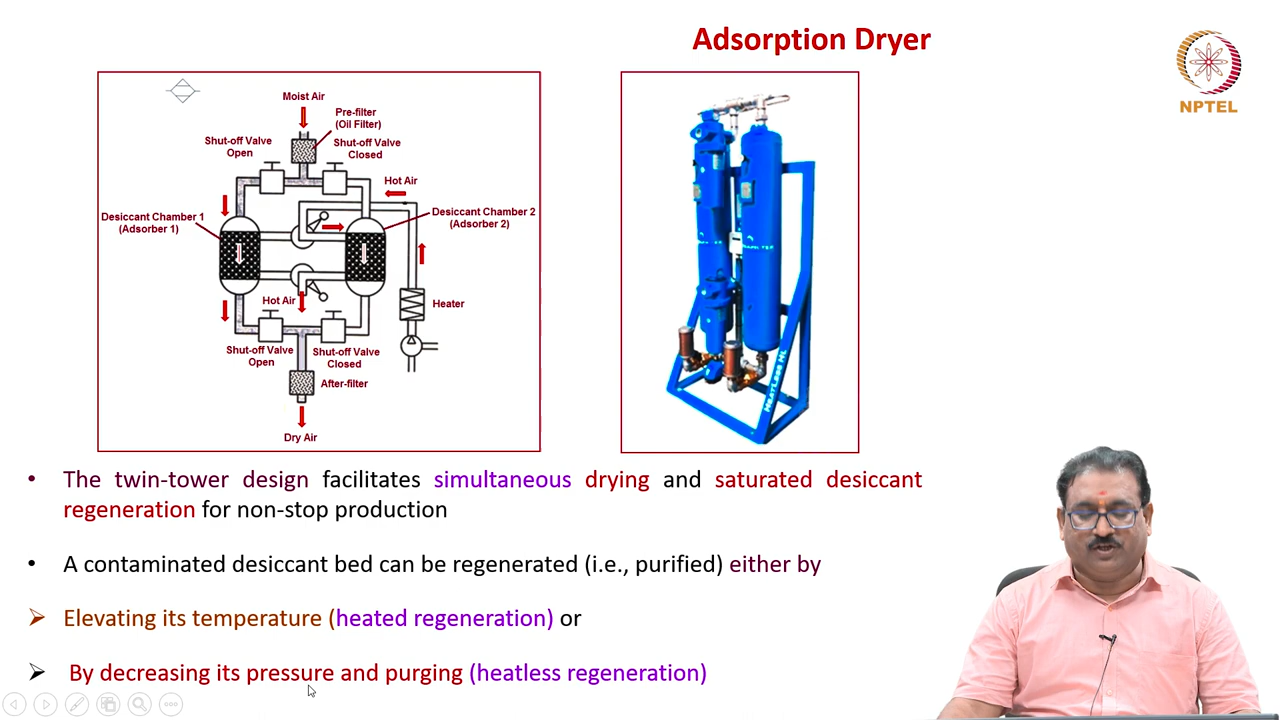 Adsorption Dryer
NPTEL
Moist Air
Pre-filter
(Oil Filter)
Shut-off Valve
Open
Shut-off Valve
Closed
Hot Air
Desiccant Chamber 1
(Adsorber 1)
Desiccant Chamber 2
(Adsorber 2)
Hot Air
Heater
Shut-off Valve
Open
Shut-off Valve
Closed
After-filter
Dry Air
HEATLESS NL
• The twin-tower design facilitates simultaneous drying and saturated desiccant
regeneration for non-stop production
• A contaminated desiccant bed can be regenerated (i.e., purified) either by
➢ Elevating its temperature (heated regeneration) or
➢ By decreasing its pressure and purging (heatless regeneration)